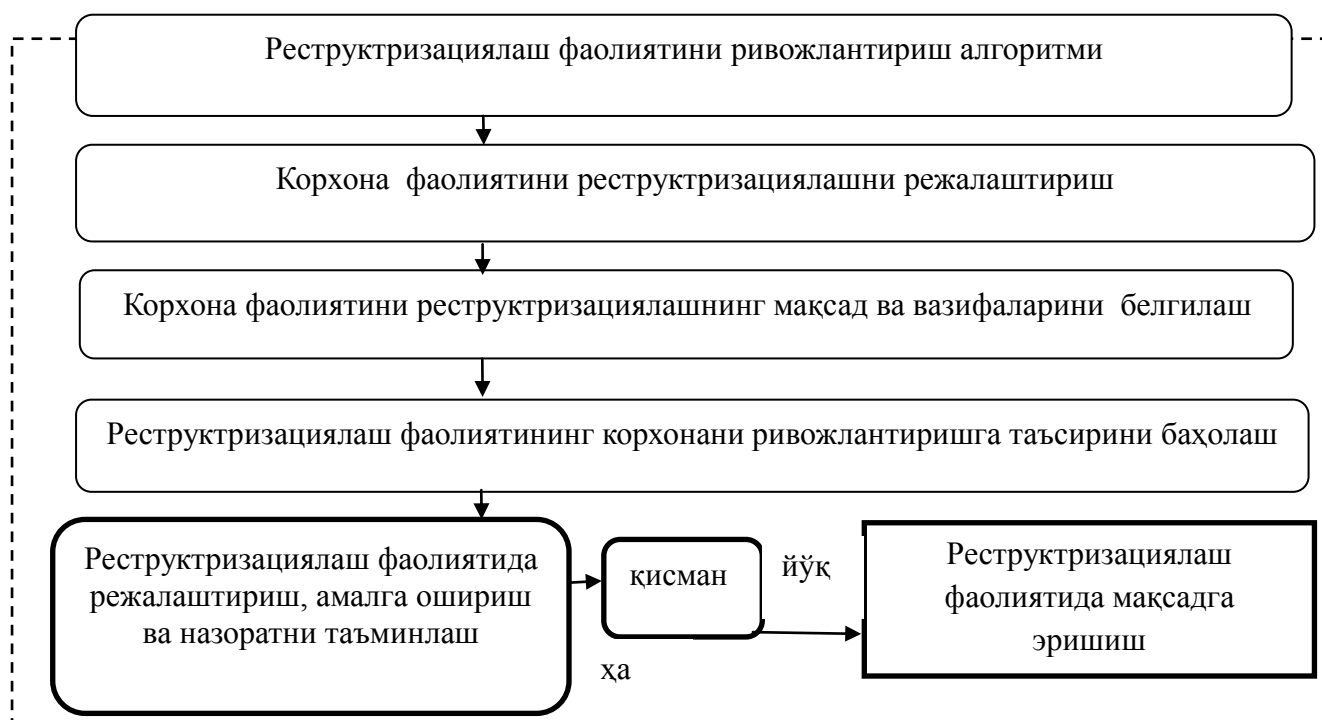 Реструктризациялаш фаолиятини ривожлантириш алгоритми
Корхона фаолиятини реструктризациялашни режалаштириш
Корхона фаолиятини реструктризациялашнинг мақсад ва вазифаларини белгилаш
Реструктризациялаш фаолиятининг корхонани ривожлантиришга таъсирини баҳолаш
Реструктризациялаш фаолиятида
режалаштириш, амалга ошириш
ва назоратни таъминлаш
қисман
йўқ
ҳа
Реструктризациялаш
фаолиятида мақсадга
эришиш